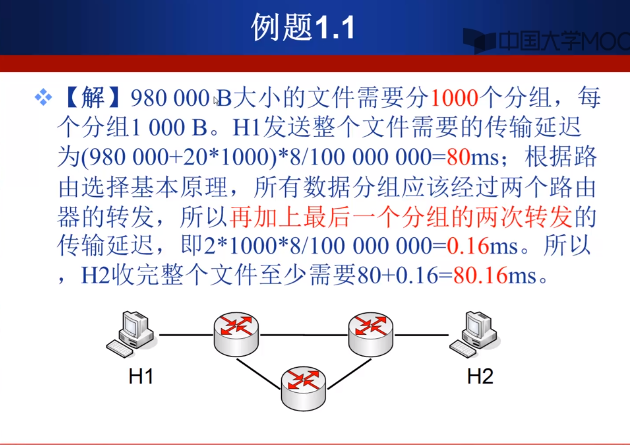 例题1.1
中国大学MOC
【解】980 000 B大小的文件需要分1000个分组，每
个分组1 000 B。H1发送整个文件需要的传输延迟
为(980 000+20*1000)*8/100 000 000=80ms；根据路
由选择基本原理，所有数据分组应该经过两个路由
器的转发，所以再加上最后一个分组的两次转发的
传输延迟，即2*1000*8/100 000 000=0.16ms。所以
，H2收完整个文件至少需要80+0.16=80.16ms。
H1
H2